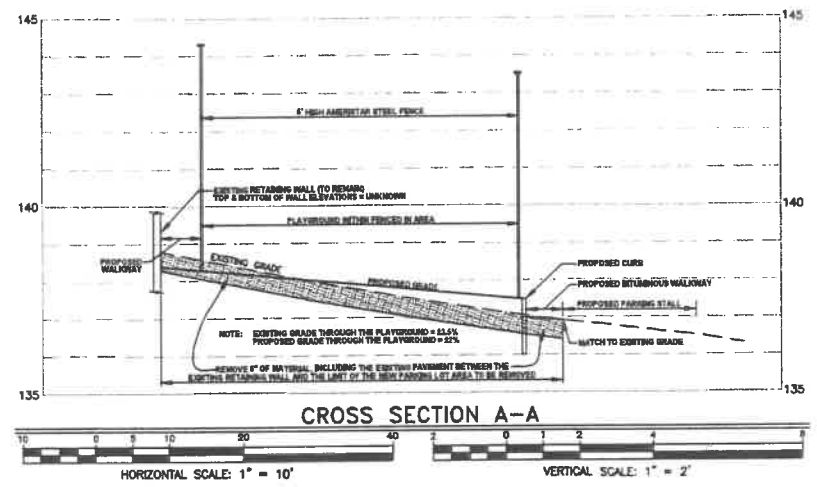 145
145
6' HIGH AMERISTAR STEEL FENCE
EXISTING RETAINING WALL (TO REMAIN)
TOP & BOTTOM OF WALL ELEVATIONS = UNKNOWN
140
140
PLAYGROUND WITHIN FENCED IN AREA
PROPOSED
WALKWAY
EXISTING GRADE
PROPOSED GRADE
PROPOSED CURB
PROPOSED BITUMINOUS WALKWAY
PROPOSED PARKING STALL
NOTE: EXISTING GRADE THROUGH THE PLAYGROUND = ±3.5%
PROPOSED GRADE THROUGH THE PLAYGROUND = ±2%
MATCH TO EXISTING GRADE
REMOVE 8" OF MATERIAL, INCLUDING THE EXISTING PAVEMENT BETWEEN THE
EXISTING RETAINING WALL AND THE LIMIT OF THE NEW PARKING LOT AREA TO BE REMOVED
135
135
CROSS SECTION A-A
10 0 5 10 20 40
2 0 1 2 4 8
HORIZONTAL SCALE: 1" = 10'
VERTICAL SCALE: 1" = 2'